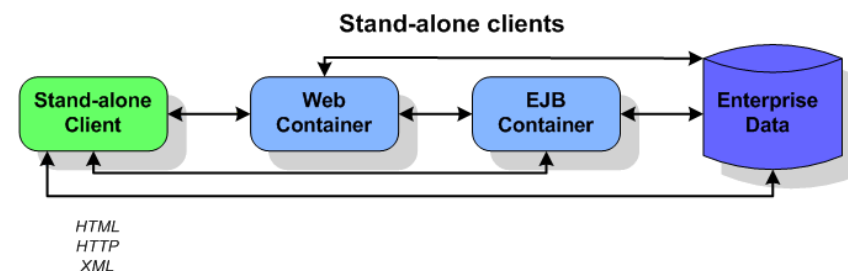 Stand-alone clients
Stand-alone
Client
Web
Container
EJB
Container
Enterprise
Data
HTML
HTTP
XML